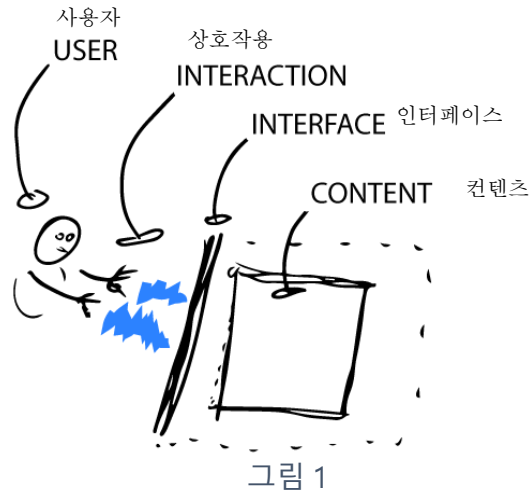 사용자
USER
상호작용
INTERACTION
INTERFACE 인터페이스
CONTENT 컨텐츠
그림 1